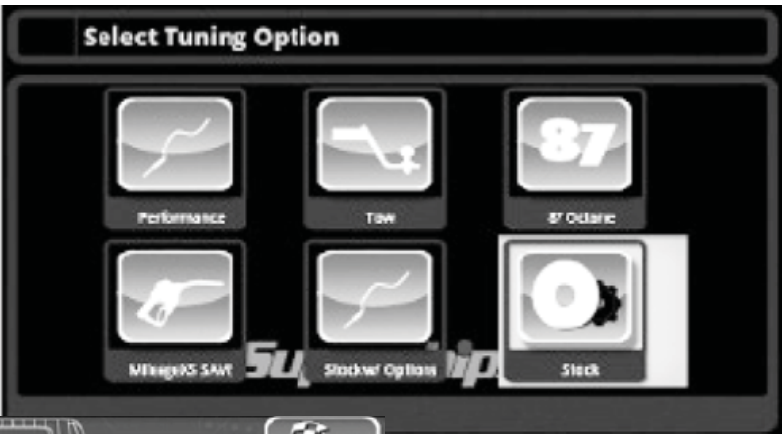 Select Tuning Option
87
Performance
Tow
87 Octane
MileageXS SAVE
Stock w/ Options
Stock